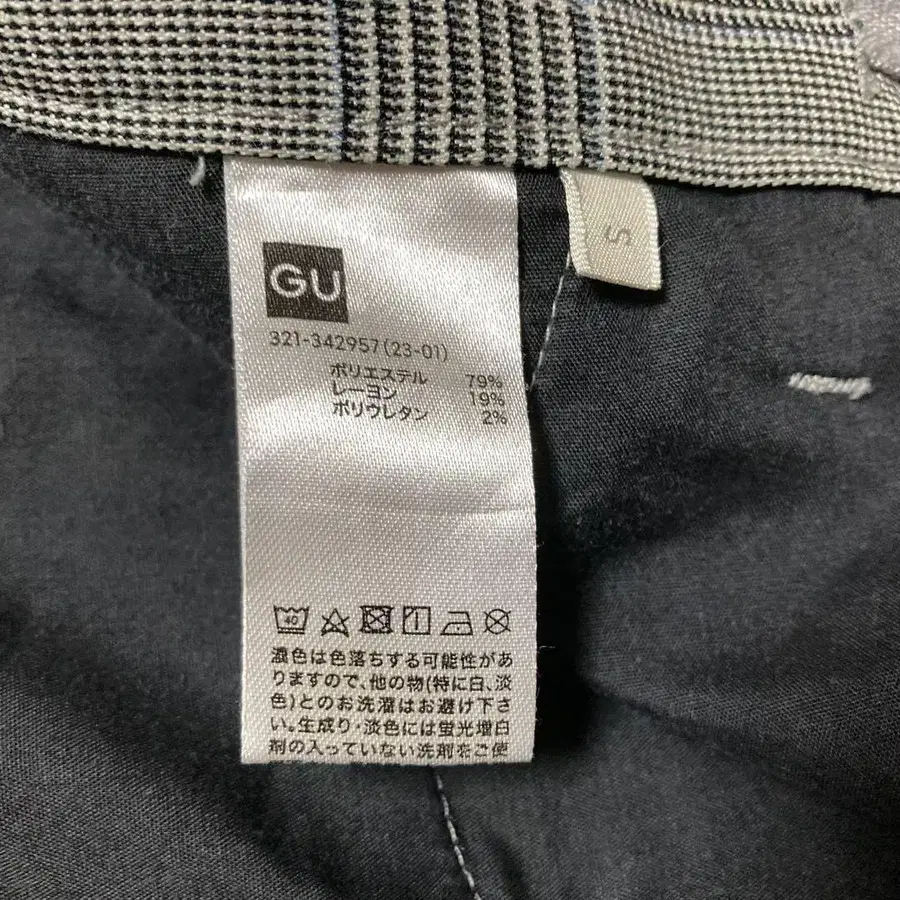 GU
S
321-342957(23-01)
ポリエステル 79%
レーヨン 19%
ポリウレタン 2%
40
濃色は色落ちする可能性があ
りますので、他の物(特に白、淡
色)とのお洗濯はお避け下さ
い。生成り・淡色には蛍光増白
剤の入っていない洗剤をご使